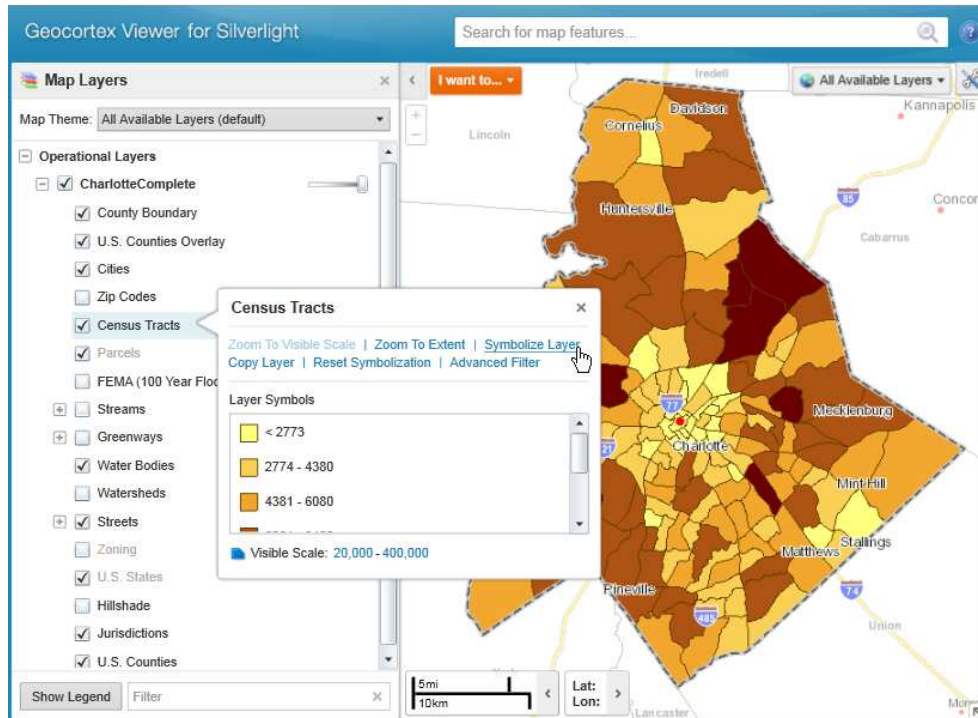 Geocortex Viewer for Silverlight
Search for map features...
Map Layers
Map Theme: All Available Layers (default)
Operational Layers
CharlotteComplete
County Boundary
U.S. Counties Overlay
Cities
Zip Codes
Census Tracts
Parcels
FEMA (100 Year Floo
Streams
Greenways
Water Bodies
Watersheds
Streets
Zoning
U.S. States
Hillshade
Jurisdictions
U.S. Counties
Show Legend
Filter
Census Tracts
Zoom To Visible Scale | Zoom To Extent | Symbolize Layer
Copy Layer | Reset Symbolization | Advanced Filter
Layer Symbols
< 2773
2774 - 4380
4381 - 6080
Visible Scale: 20,000 - 400,000
I want to...
All Available Layers
Iredell
Davidson
Kannapolis
Cornelius
Lincoln
85
Concor
Huntersville
Cabarrus
77
Mecklenburg
21
Charlotte
Mint Hill
Stallings
Matthews
Pineville
74
485
Union
5mi
10km
Lat:
Lon:
Lancaster